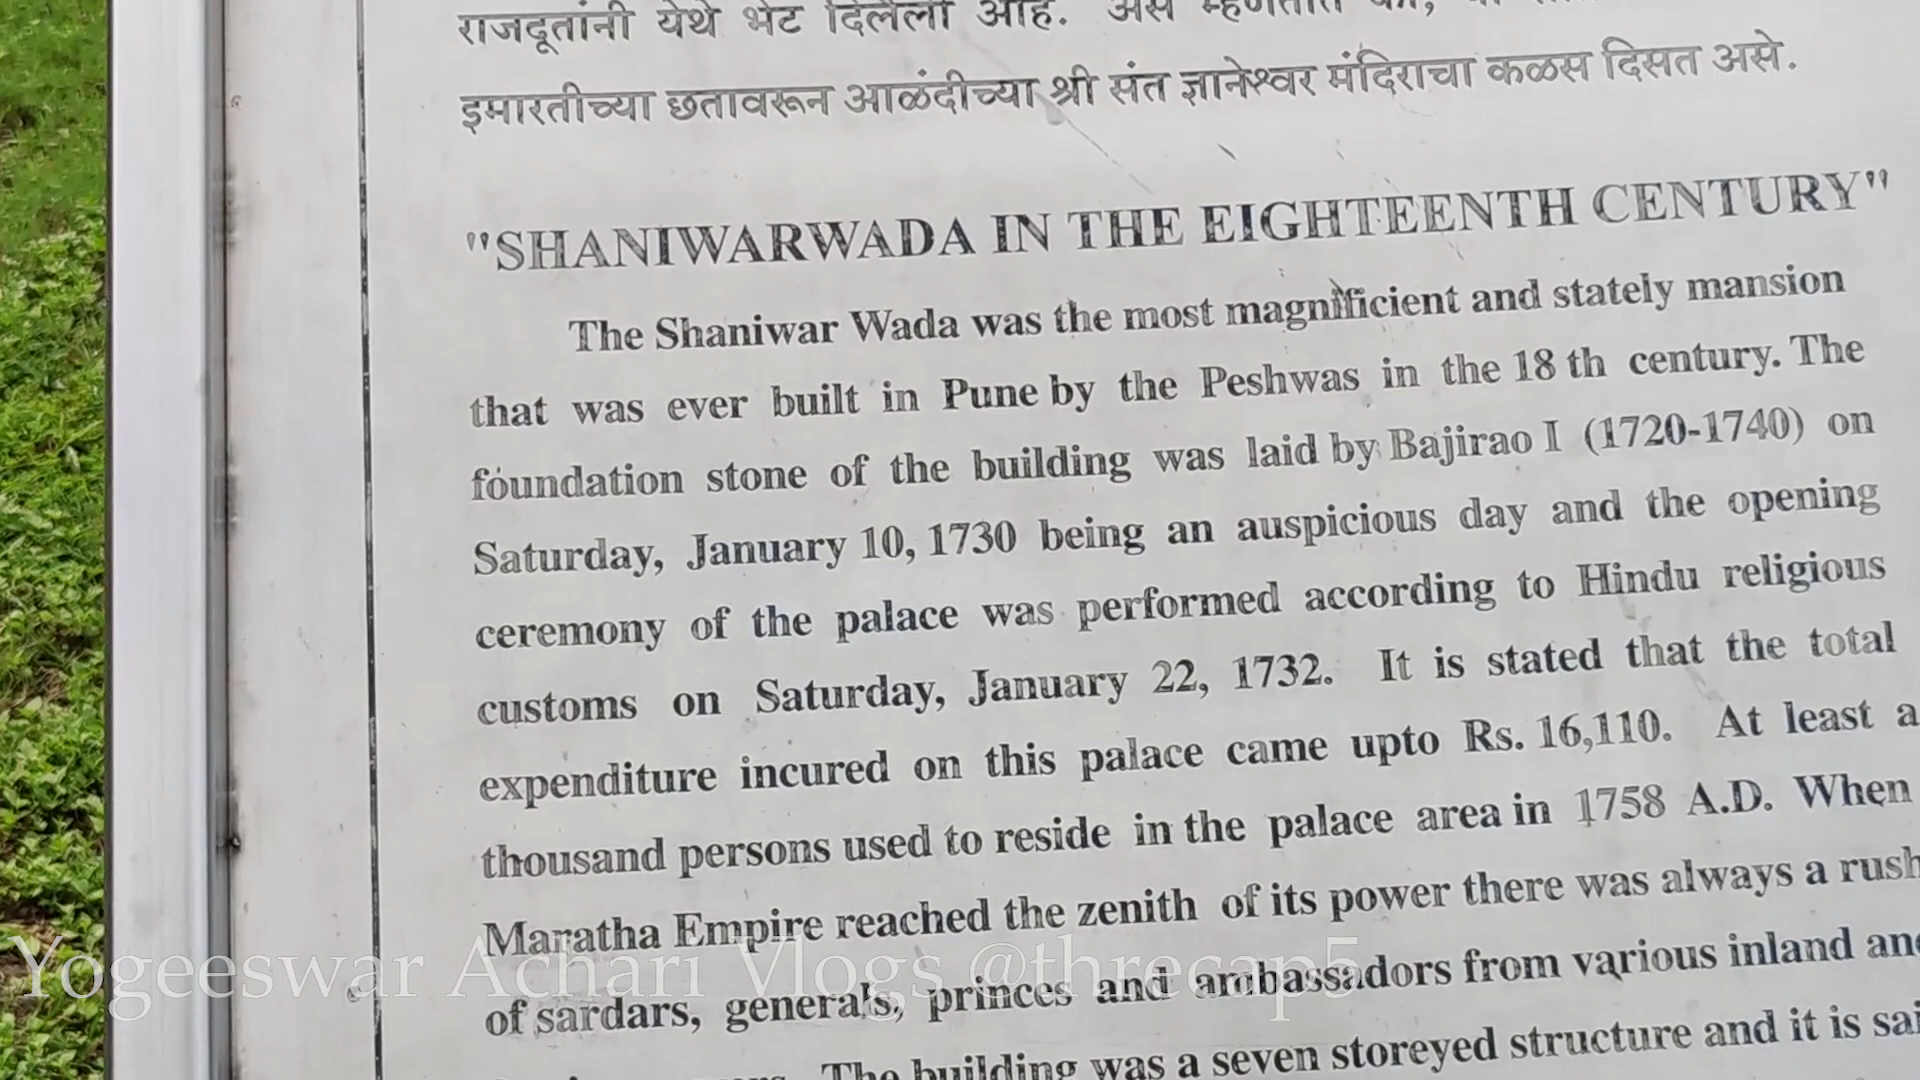 राजदूतांनी येथे भेट दिलेली आहे. असे म्हणतात की,
इमारतीच्या छतावरून आळंदीच्या श्री संत ज्ञानेश्वर मंदिराचा कळस दिसत असे.
"SHANIWARWADA IN THE EIGHTEENTH CENTURY"
The Shaniwar Wada was the most magnificient and stately mansion
that was ever built in Pune by the Peshwas in the 18 th century. The
foundation stone of the building was laid by Bajirao I (1720-1740) on
Saturday, January 10, 1730 being an auspicious day and the opening
ceremony of the palace was performed according to Hindu religious
customs on Saturday, January 22, 1732. It is stated that the total
expenditure incured on this palace came upto Rs. 16,110. At least a
thousand persons used to reside in the palace area in 1758 A.D. When
Maratha Empire reached the zenith of its power there was always a rush
Yogeeswar Achari Vlogs @threcap5
of sardars, generals, princes and ambassadors from various inland and
The building was a seven storeyed structure and it is sai